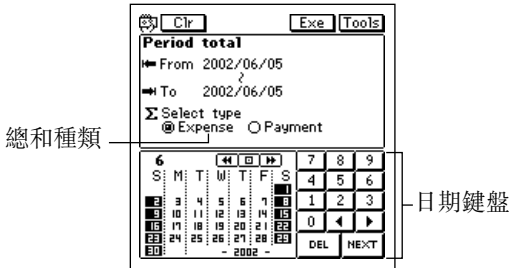 Clr Exe Tools
Period total
From 2002/06/05
~
To 2002/06/05
Σ Select type
Expense Payment
總和種類
日期鍵盤
6
S M T W T F S
1
2 3 4 5 6 7 8
9 10 11 12 13 14 15
16 17 18 19 20 21 22
23 24 25 26 27 28 29
30 - 2002 -
7 8 9
4 5 6
1 2 3
0
DEL NEXT